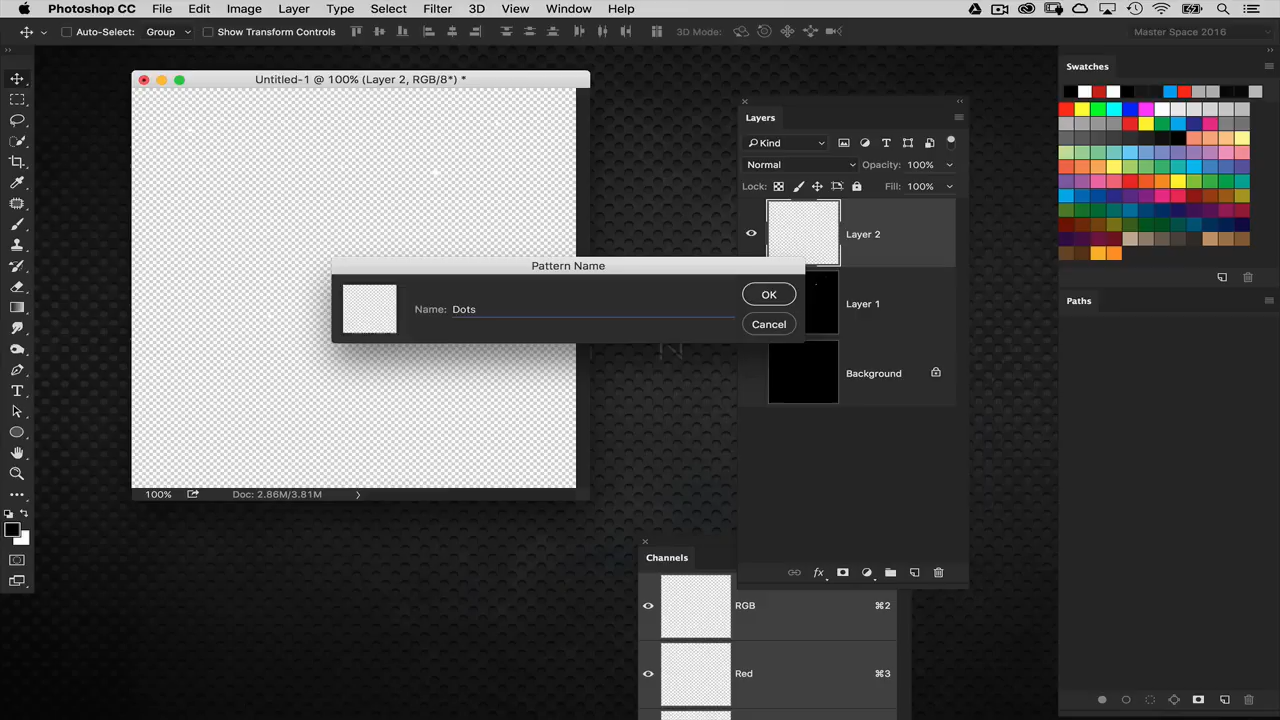 Photoshop CC File Edit Image Layer Type Select Filter 3D View Window Help
Auto-Select: Group Show Transform Controls 3D Mode: Master Space 2016
Untitled-1 @ 100% (Layer 2, RGB/8*) *
100% Doc: 2.86M/3.81M
Pattern Name
Name: Dots
OK
Cancel
Layers
Kind
Normal Opacity: 100%
Lock: Fill: 100%
Layer 2
Layer 1
Background
fx
Channels
RGB ⌘2
Red ⌘3
Swatches
Paths